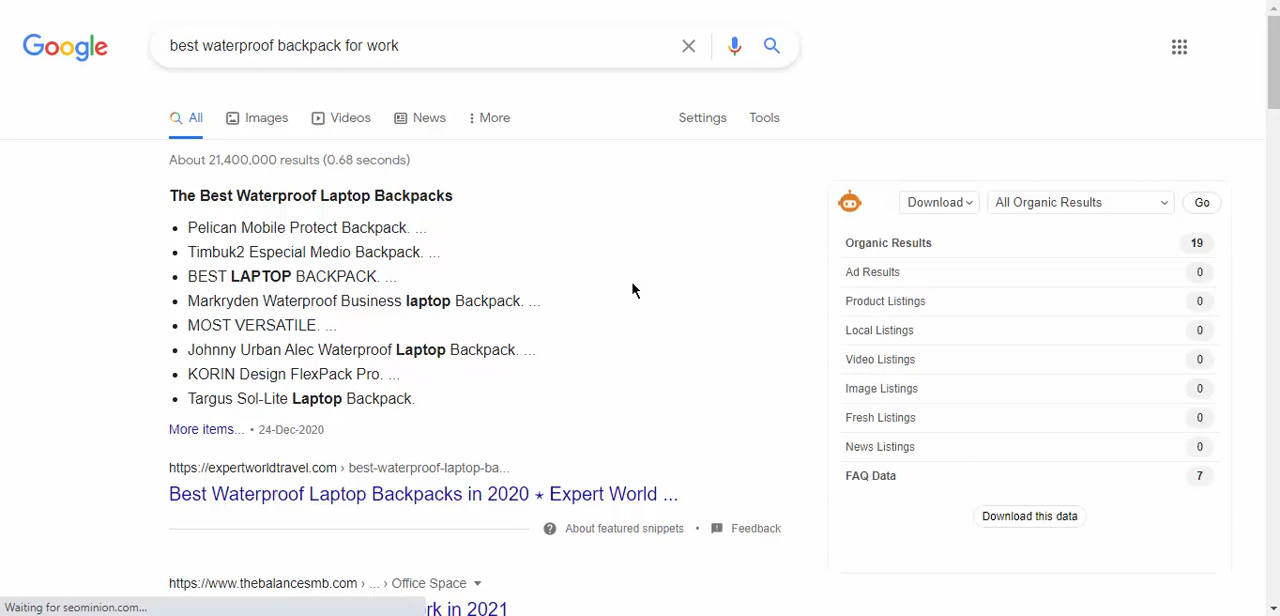 Google
best waterproof backpack for work
All
Images
Videos
News
More
Settings
Tools
About 21,400,000 results (0.68 seconds)
The Best Waterproof Laptop Backpacks
Pelican Mobile Protect Backpack. ...
Timbuk2 Especial Medio Backpack. ...
BEST LAPTOP BACKPACK. ...
Markryden Waterproof Business laptop Backpack. ...
MOST VERSATILE. ...
Johnny Urban Alec Waterproof Laptop Backpack. ...
KORIN Design FlexPack Pro. ...
Targus Sol-Lite Laptop Backpack.
More items... • 24-Dec-2020
https://expertworldtravel.com › best-waterproof-laptop-ba...
Best Waterproof Laptop Backpacks in 2020 ⋆ Expert World ...
About featured snippets • Feedback
https://www.thebalancesmb.com › ... › Office Space
rk in 2021
Waiting for seominion.com...
Download
All Organic Results
Go
Organic Results 19
Ad Results 0
Product Listings 0
Local Listings 0
Video Listings 0
Image Listings 0
Fresh Listings 0
News Listings 0
FAQ Data 7
Download this data